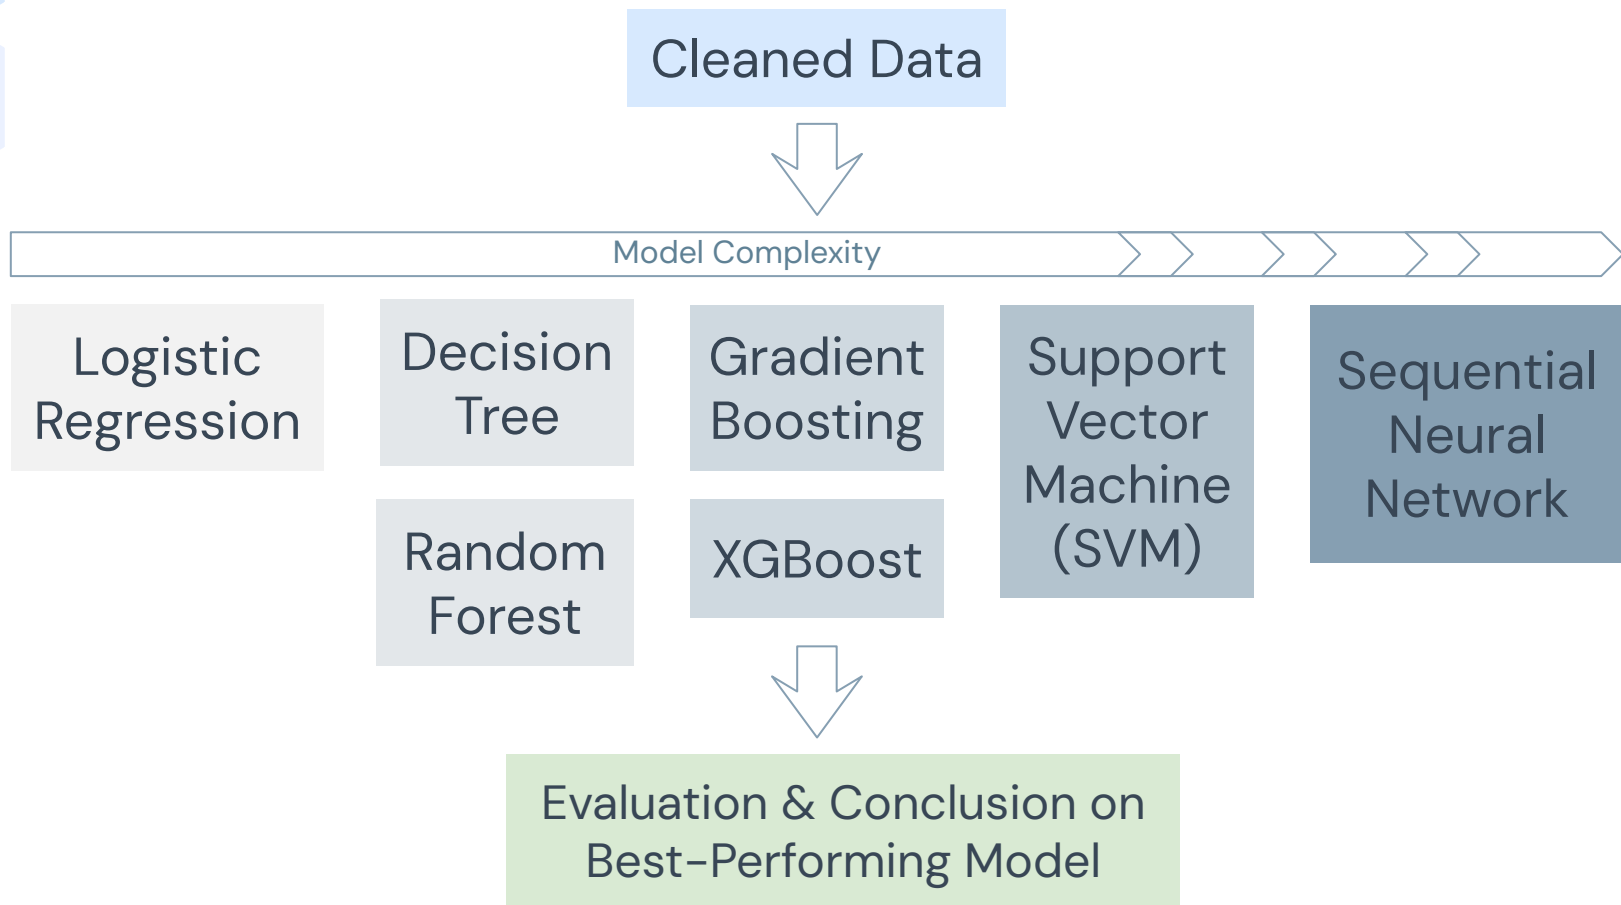 Cleaned Data
Model Complexity
Logistic
Regression
Decision
Tree
Random
Forest
Gradient
Boosting
XGBoost
Support
Vector
Machine
(SVM)
Sequential
Neural
Network
Evaluation & Conclusion on
Best-Performing Model